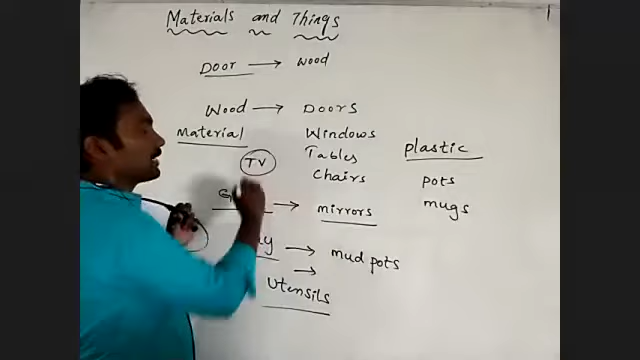 Materials and Things
Door → Wood
Wood → Doors
Material
Windows
Tables
Chairs
TV
→ mirrors
→ mud pots
→
Utensils
plastic
pots
mugs